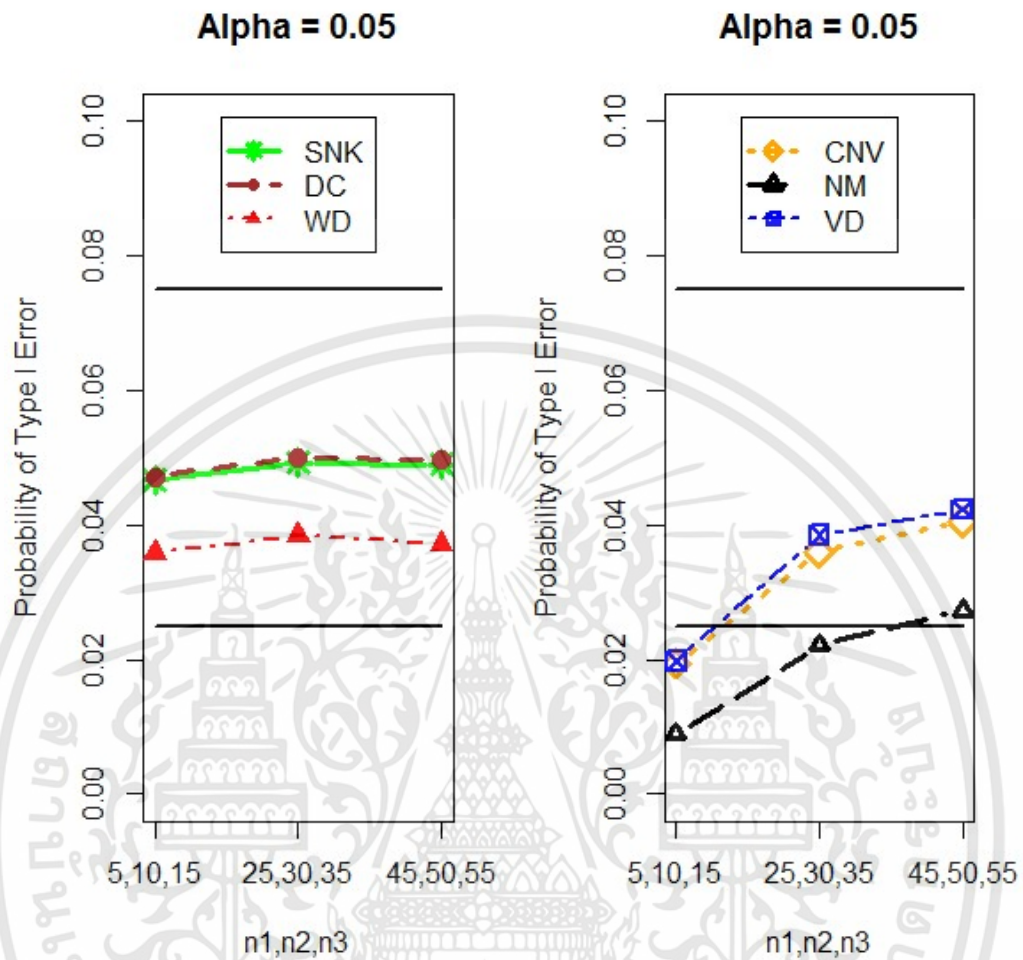 Alpha = 0.05
Probability of Type I Error
0.00
0.02
0.04
0.06
0.08
0.10
SNK
DC
WD
5,10,15
25,30,35
45,50,55
n1,n2,n3
Alpha = 0.05
Probability of Type I Error
0.00
0.02
0.04
0.06
0.08
0.10
CNV
NM
VD
5,10,15
25,30,35
45,50,55
n1,n2,n3